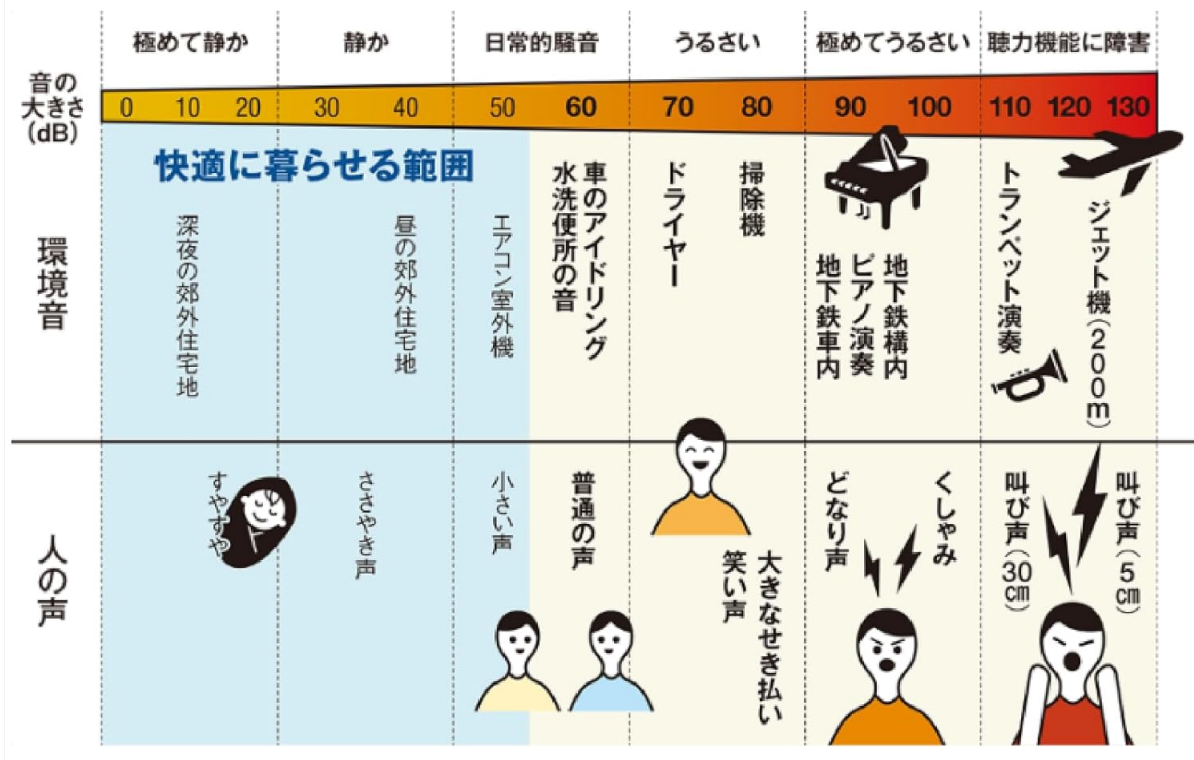 極めて静か
静か
日常的騒音
うるさい
極めてうるさい
聴力機能に障害
音の
大きさ
(dB)
0 10 20 30 40 50 60 70 80 90 100 110 120 130
快適に暮らせる範囲
環境音
深夜の郊外住宅地
昼の郊外住宅地
エアコン室外機
車のアイドリング
水洗便所の音
ドライヤー
掃除機
地下鉄構内
ピアノ演奏
地下鉄車内
トランペット演奏
ジェット機(200m)
人の声
すやすや
ささやき声
小さい声
普通の声
大きなせき払い
笑い声
どなり声
くしゃみ
叫び声(30㎝)
叫び声(5㎝)